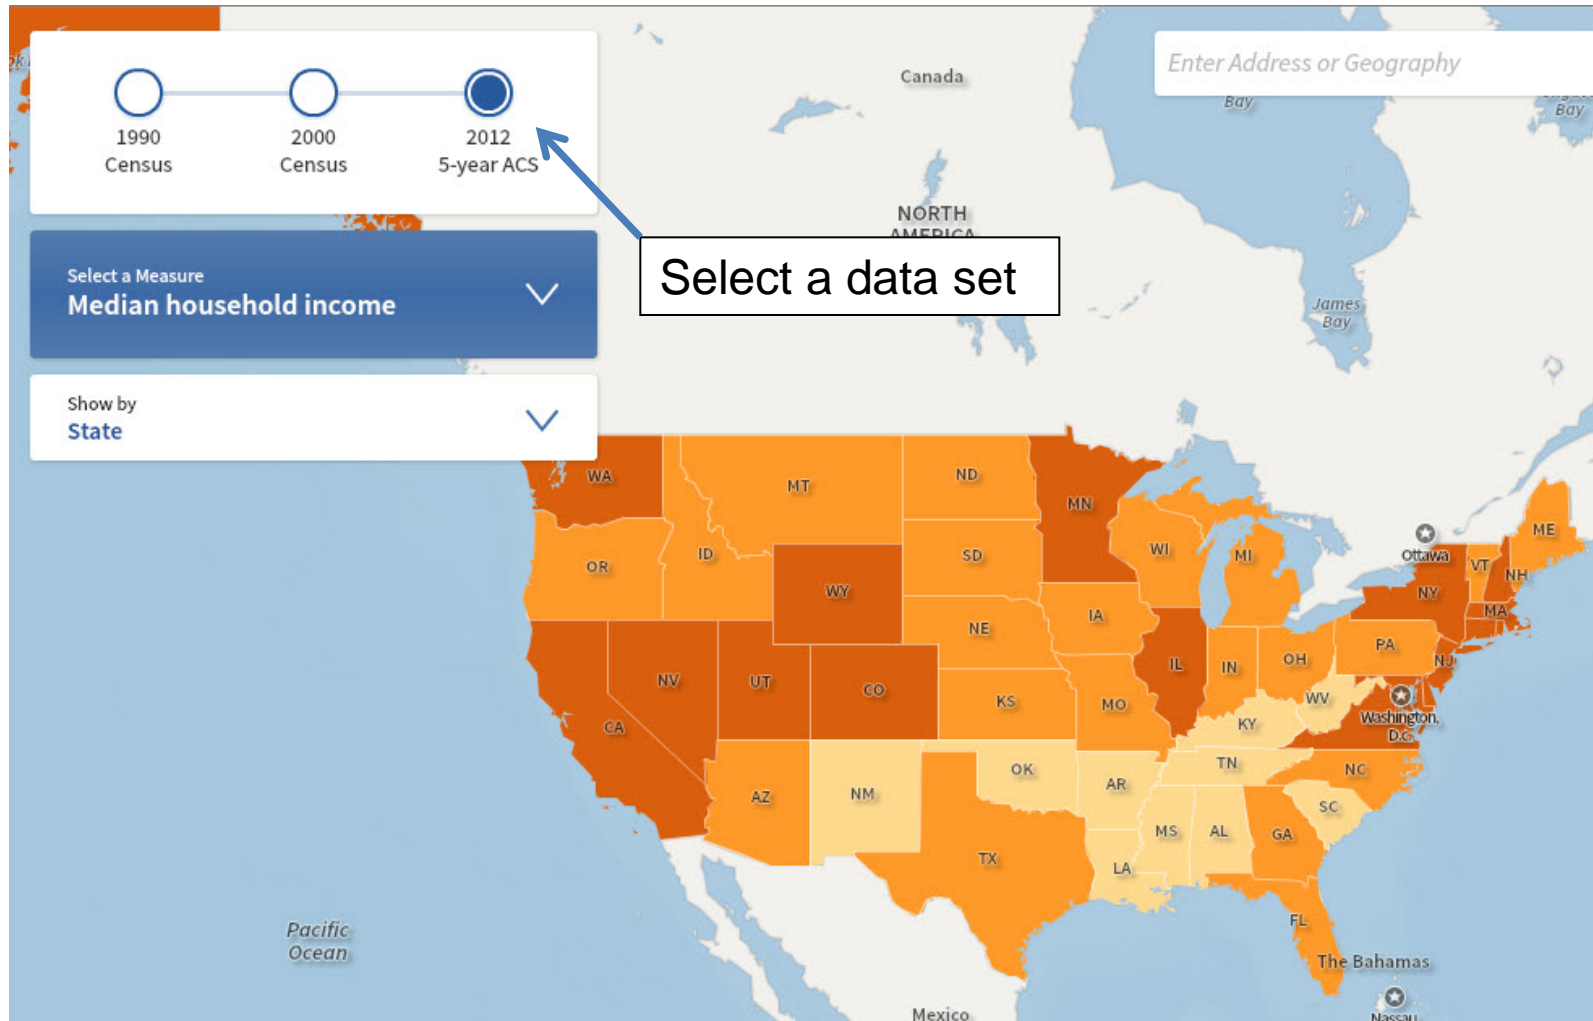 Enter Address or Geography
1990
Census
2000
Census
2012
5-year ACS
Select a data set
Select a Measure
Median household income
Show by
State
Canada
Bay
Bay
NORTH
AMERICA
James
Bay
WA
MT
ND
MN
ME
OR
ID
SD
WI
MI
Ottawa
VT
NH
WY
NY
MA
NE
IA
PA
NJ
NV
UT
CO
KS
MO
IL
IN
OH
WV
Washington,
D.C.
CA
KY
AZ
NM
OK
AR
TN
NC
SC
MS
AL
GA
TX
LA
FL
Pacific
Ocean
The Bahamas
Mexico
Nassau